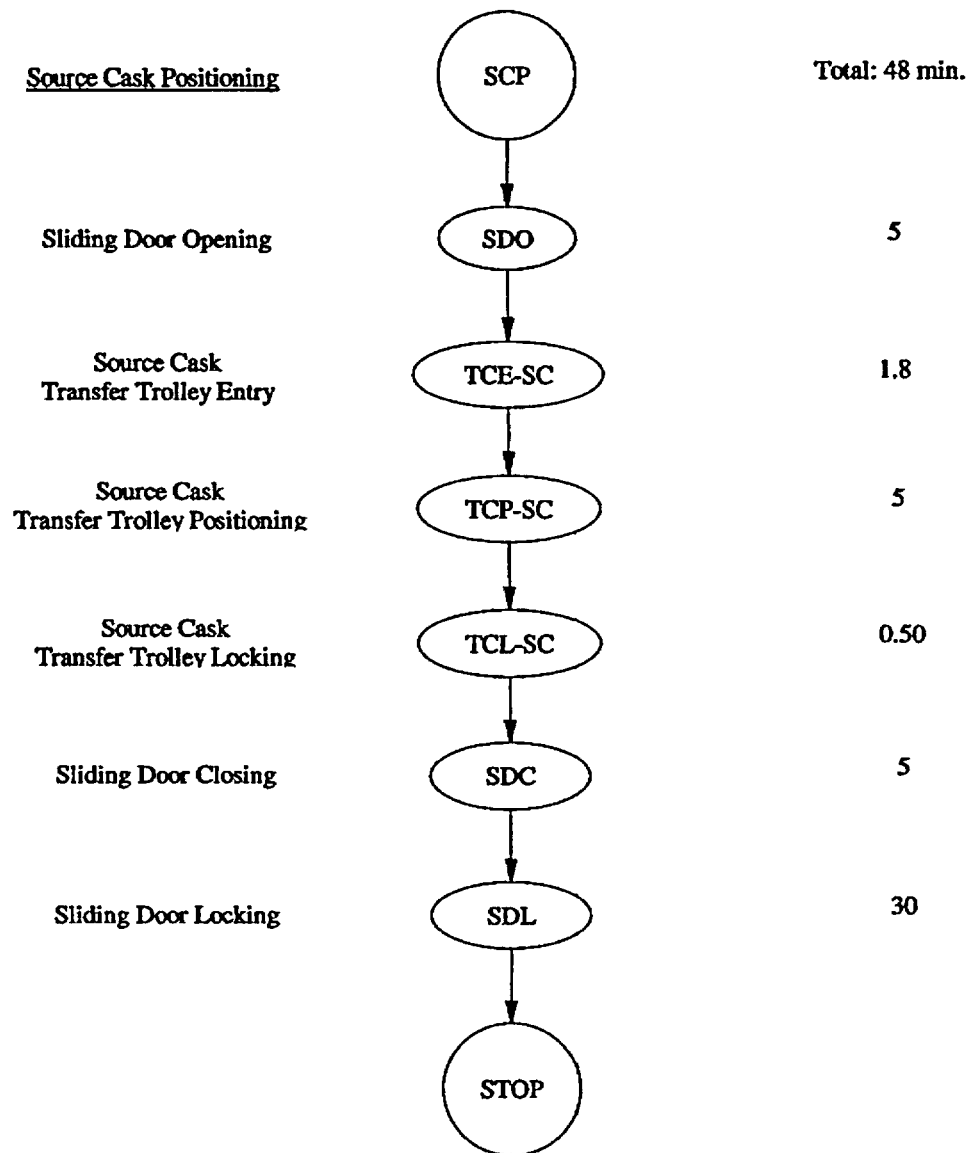 Source Cask Positioning
SCP
Total: 48 min.
Sliding Door Opening
SDO
5
Source Cask
Transfer Trolley Entry
TCE-SC
1.8
Source Cask
Transfer Trolley Positioning
TCP-SC
5
Source Cask
Transfer Trolley Locking
TCL-SC
0.50
Sliding Door Closing
SDC
5
Sliding Door Locking
SDL
30
STOP